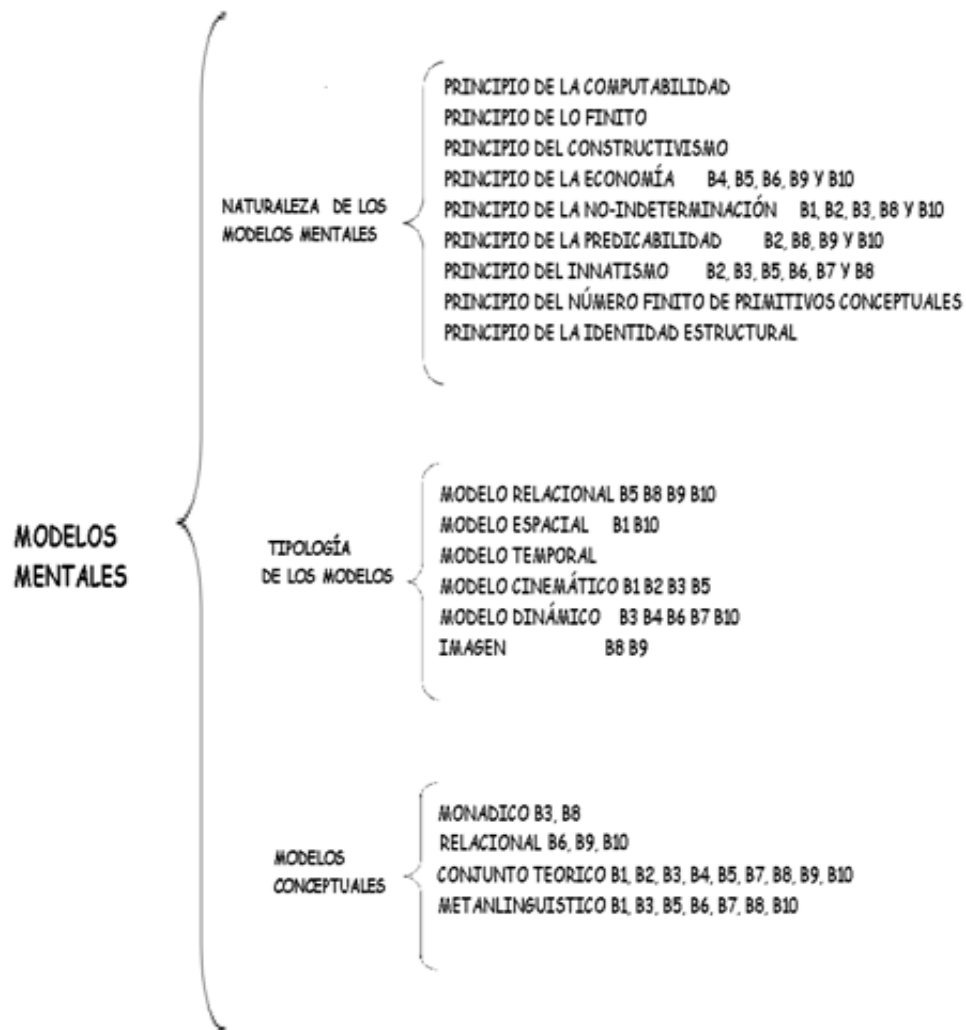 PRINCIPIO DE LA COMPUTABILIDAD
PRINCIPIO DE LO FINITO
PRINCIPIO DEL CONSTRUCTIVISMO
PRINCIPIO DE LA ECONOMÍA B4, B5, B6, B9 Y B10
NATURALEZA DE LOS
MODELOS MENTALES
PRINCIPIO DE LA NO-INDETERMINACIÓN B1, B2, B3, B8 Y B10
PRINCIPIO DE LA PREDICABILIDAD B2, B8, B9 Y B10
PRINCIPIO DEL INNATISMO B2, B3, B5, B6, B7 Y B8
PRINCIPIO DEL NÚMERO FINITO DE PRIMITIVOS CONCEPTUALES
PRINCIPIO DE LA IDENTIDAD ESTRUCTURAL
MODELOS
MENTALES
TIPOLOGÍA
DE LOS MODELOS
MODELO RELACIONAL B5 B8 B9 B10
MODELO ESPACIAL B1 B10
MODELO TEMPORAL
MODELO CINEMÁTICO B1 B2 B3 B5
MODELO DINÁMICO B3 B4 B6 B7 B10
IMAGEN B8 B9
MODELOS
CONCEPTUALES
MONADICO B3, B8
RELACIONAL B6, B9, B10
CONJUNTO TEORICO B1, B2, B3, B4, B5, B7, B8, B9, B10
METANLINGUISTICO B1, B3, B5, B6, B7, B8, B10